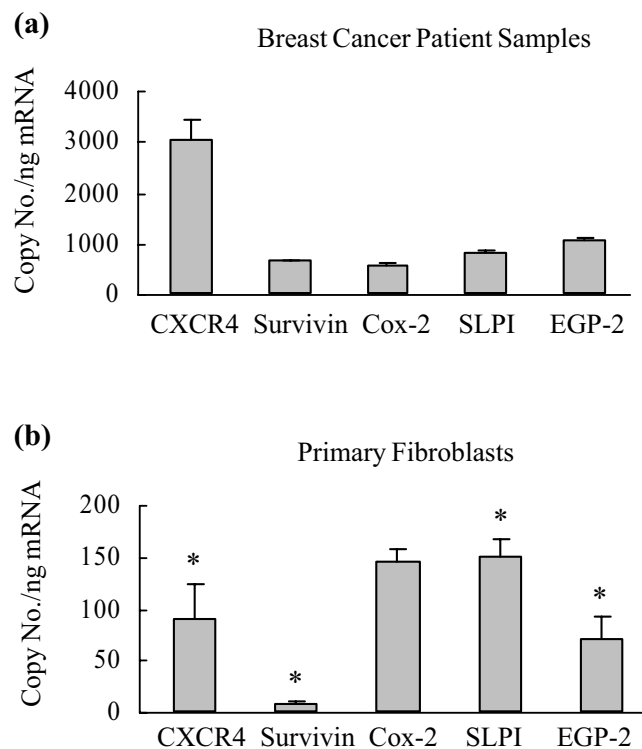 (a)
Breast Cancer Patient Samples
Copy No./ng mRNA
4000
3000
2000
1000
0
CXCR4 Survivin Cox-2 SLPI EGP-2
(b)
Primary Fibroblasts
Copy No./ng mRNA
200
150
100
50
0
* * * *
CXCR4 Survivin Cox-2 SLPI EGP-2